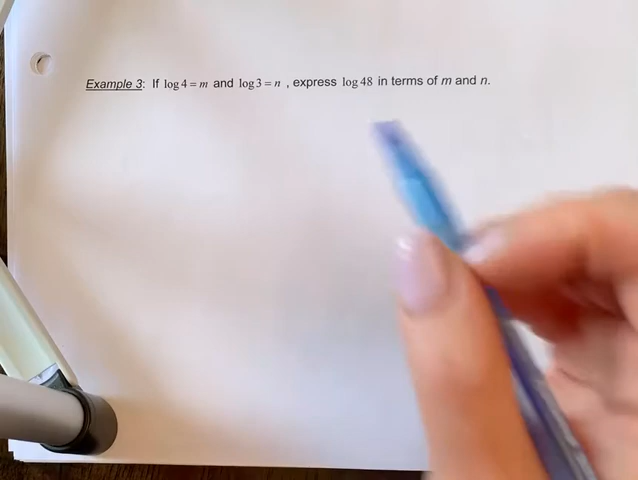 Example 3: If log 4 = m and log 3 = n , express log 48 in terms of m and n.